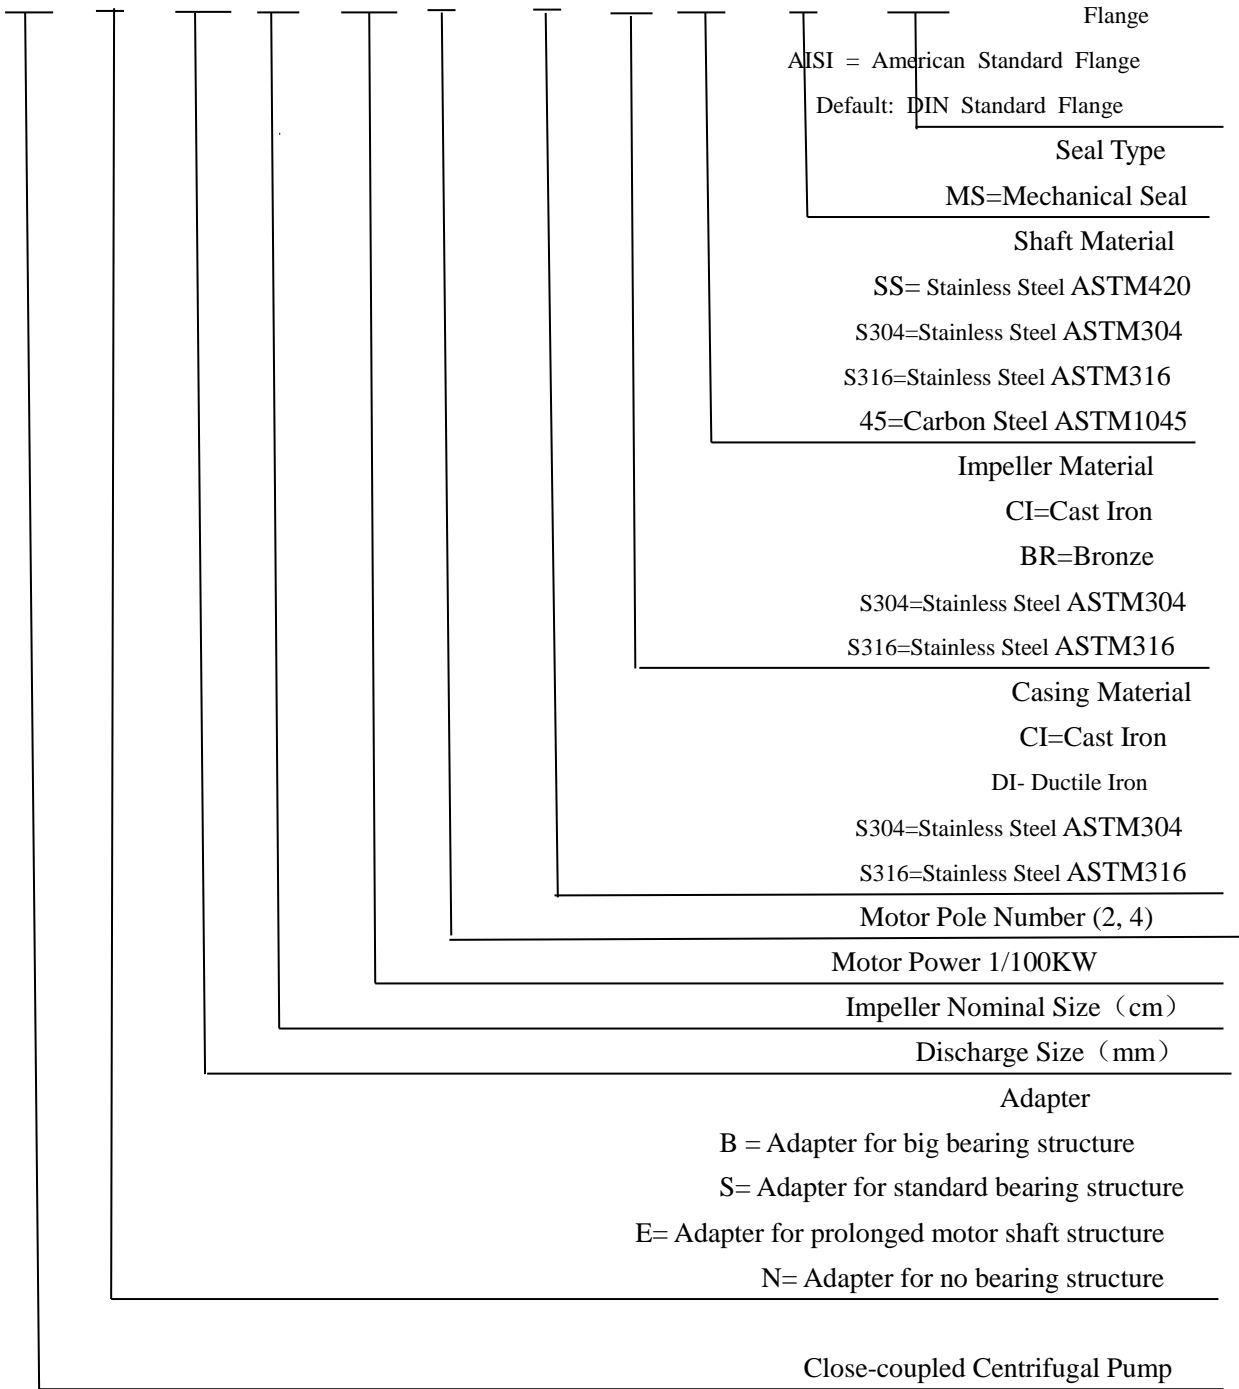 Flange
AISI = American Standard Flange
Default: DIN Standard Flange
Seal Type
MS=Mechanical Seal
Shaft Material
SS= Stainless Steel ASTM420
S304=Stainless Steel ASTM304
S316=Stainless Steel ASTM316
45=Carbon Steel ASTM1045
Impeller Material
CI=Cast Iron
BR=Bronze
S304=Stainless Steel ASTM304
S316=Stainless Steel ASTM316
Casing Material
CI=Cast Iron
DI- Ductile Iron
S304=Stainless Steel ASTM304
S316=Stainless Steel ASTM316
Motor Pole Number (2, 4)
Motor Power 1/100KW
Impeller Nominal Size（cm）
Discharge Size（mm）
Adapter
B = Adapter for big bearing structure
S= Adapter for standard bearing structure
E= Adapter for prolonged motor shaft structure
N= Adapter for no bearing structure
Close-coupled Centrifugal Pump